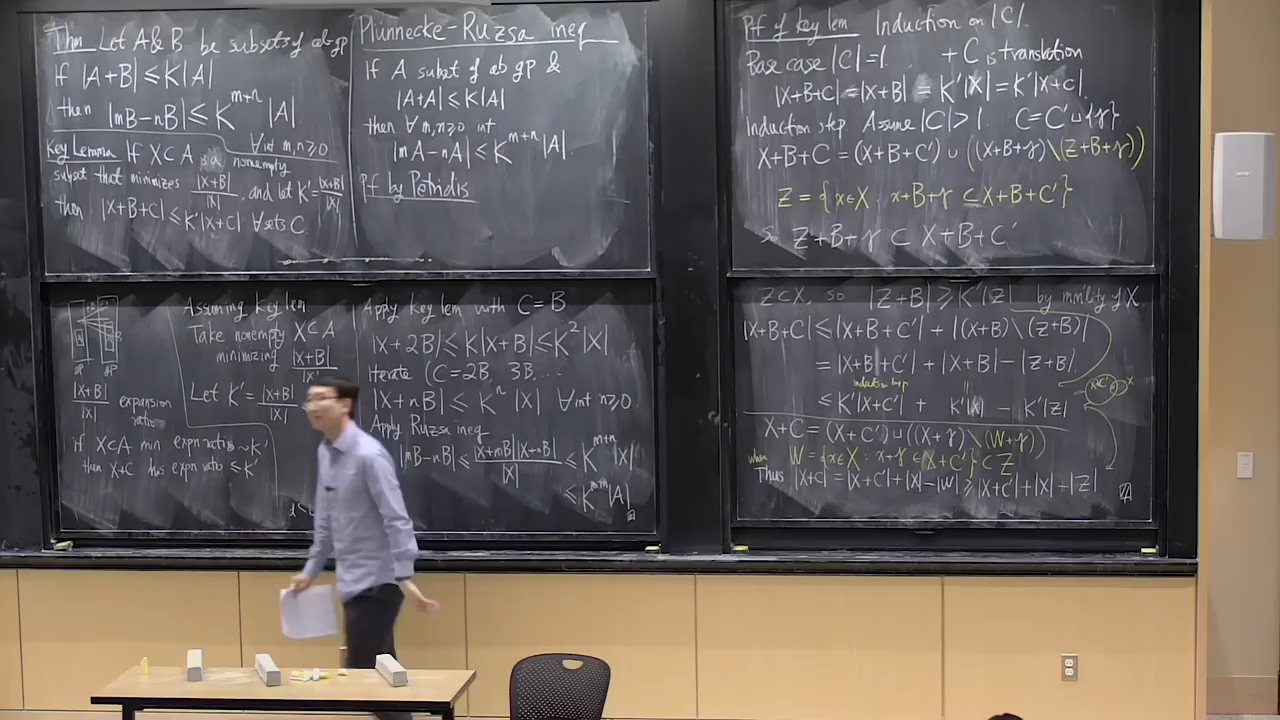 Thm Let A & B be subsets of ab gp
If |A+B| ≤ K|A|
then |mB-nB| ≤ K^{m+n} |A|
∀ int m,n ≥ 0
Key Lemma If X⊂A is a nonempty
subset that minimizes |X+B|/|X|, and let K' = |X+B|/|X|
then |X+B+C| ≤ K'|X+C| ∀ sets C
Plünnecke-Ruzsa ineq
If A subset of ab gp &
|A+A| ≤ K|A|
then ∀ m,n≥0 int
|mA-nA| ≤ K^{m+n} |A|.
Pf by Petridis
|X+B|/|X| expansion ratio
if X⊂A min expn ratio ~K'
then X+C has expn ratio ≤ K'
Assuming key lem
Take nonempty X⊂A
minimizing |X+B|/|X|
Let K' = |X+B|/|X|
Apply key lem with C = B
|X+2B| ≤ K|X+B| ≤ K²|X|
Iterate (C=2B, 3B, ...
|X+nB| ≤ K^n |X| ∀ int n≥0
Apply Ruzsa ineq
|mB-nB| ≤ |X+mB||X+nB|/|X| ≤ K^{m+n} |X|
≤ K^{m+n} |A|
Pf of key lem Induction on |C|.
Base case |C|=1 + C is translation
|X+B+C| = |X+B| = K'|X| = K'|X+C|
Induction step Assume |C|>1. C = C' ⊔ {γ}
X+B+C = (X+B+C') ∪ ((X+B+γ)\(Z+B+γ))
Z = {x∈X : x+B+γ ⊆ X+B+C'}
so Z+B+γ ⊂ X+B+C'
Z⊂X, so |Z+B| ≥ K'|Z| by min'lity of X
|X+B+C| ≤ |X+B+C'| + |(X+B)\(Z+B)|
= |X+B+C'| + |X+B| - |Z+B|
induction hyp
≤ K'|X+C'| + K'|X| - K'|Z|
X+C = (X+C') ⊔ ((X+γ)\(W+γ))
where W = {x∈X : x+γ ∈ X+C'} ⊂ Z
Thus |X+C| = |X+C'| + |X| - |W| ≥ |X+C'| + |X| - |Z|